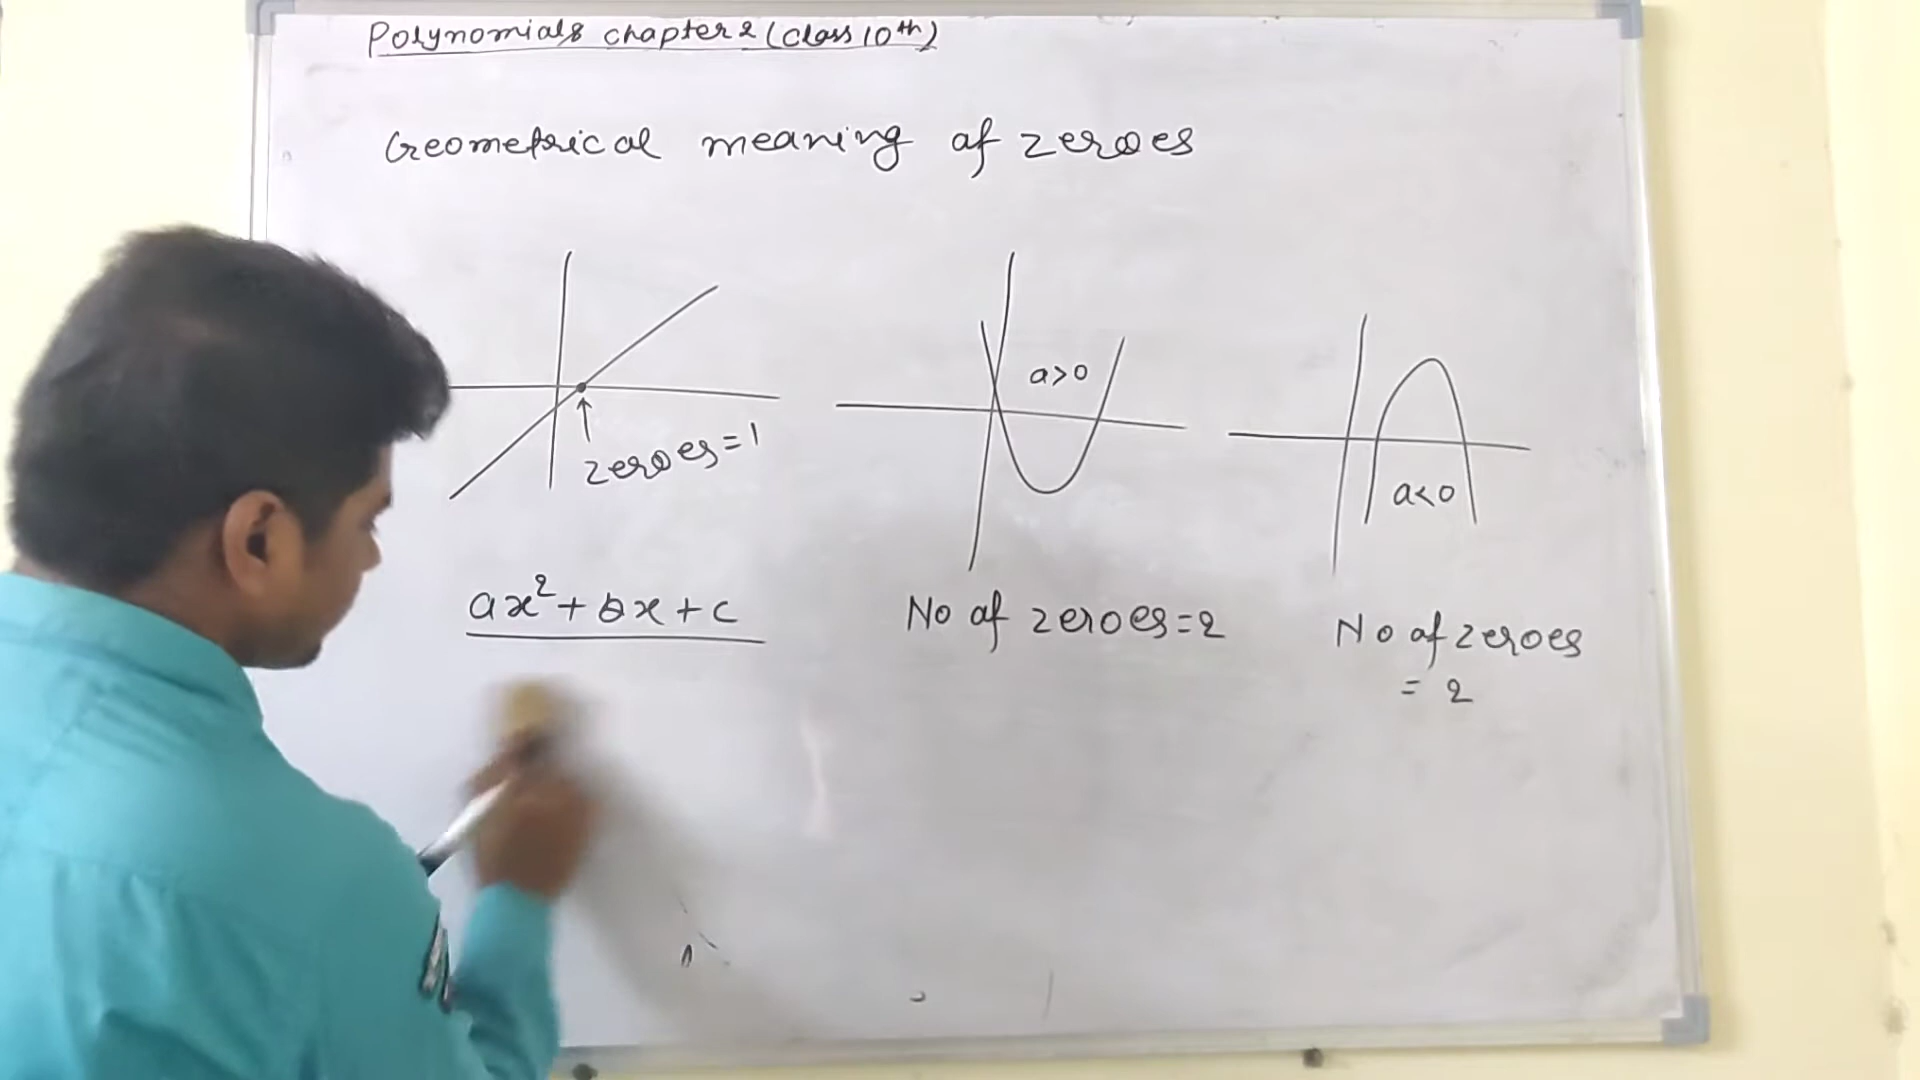 Polynomials chapter 2 (Class 10th)
Geometrical meaning of zeroes
zeroes = 1
a>0
a<0
ax² + bx + c
No of zeroes = 2
No of zeroes
= 2